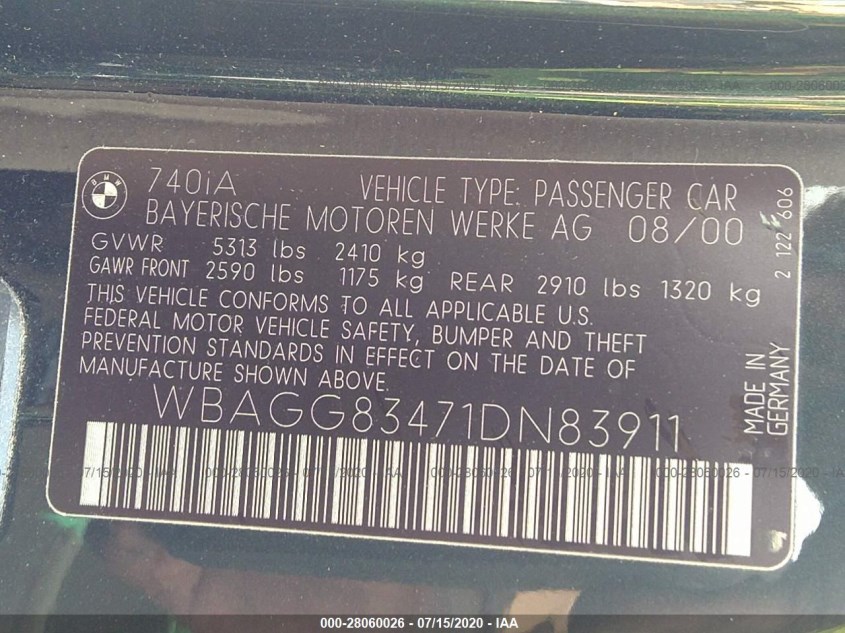 BMW
740iA VEHICLE TYPE: PASSENGER CAR
BAYERISCHE MOTOREN WERKE AG 08/00
GVWR 5313 lbs 2410 kg
GAWR FRONT 2590 lbs 1175 kg REAR 2910 lbs 1320 kg
THIS VEHICLE CONFORMS TO ALL APPLICABLE U.S.
FEDERAL MOTOR VEHICLE SAFETY, BUMPER AND THEFT
PREVENTION STANDARDS IN EFFECT ON THE DATE OF
MANUFACTURE SHOWN ABOVE.
WBAGG83471DN83911
2 122 606
MADE IN
GERMANY
000-28060026 - 07/15/2020 - IAA